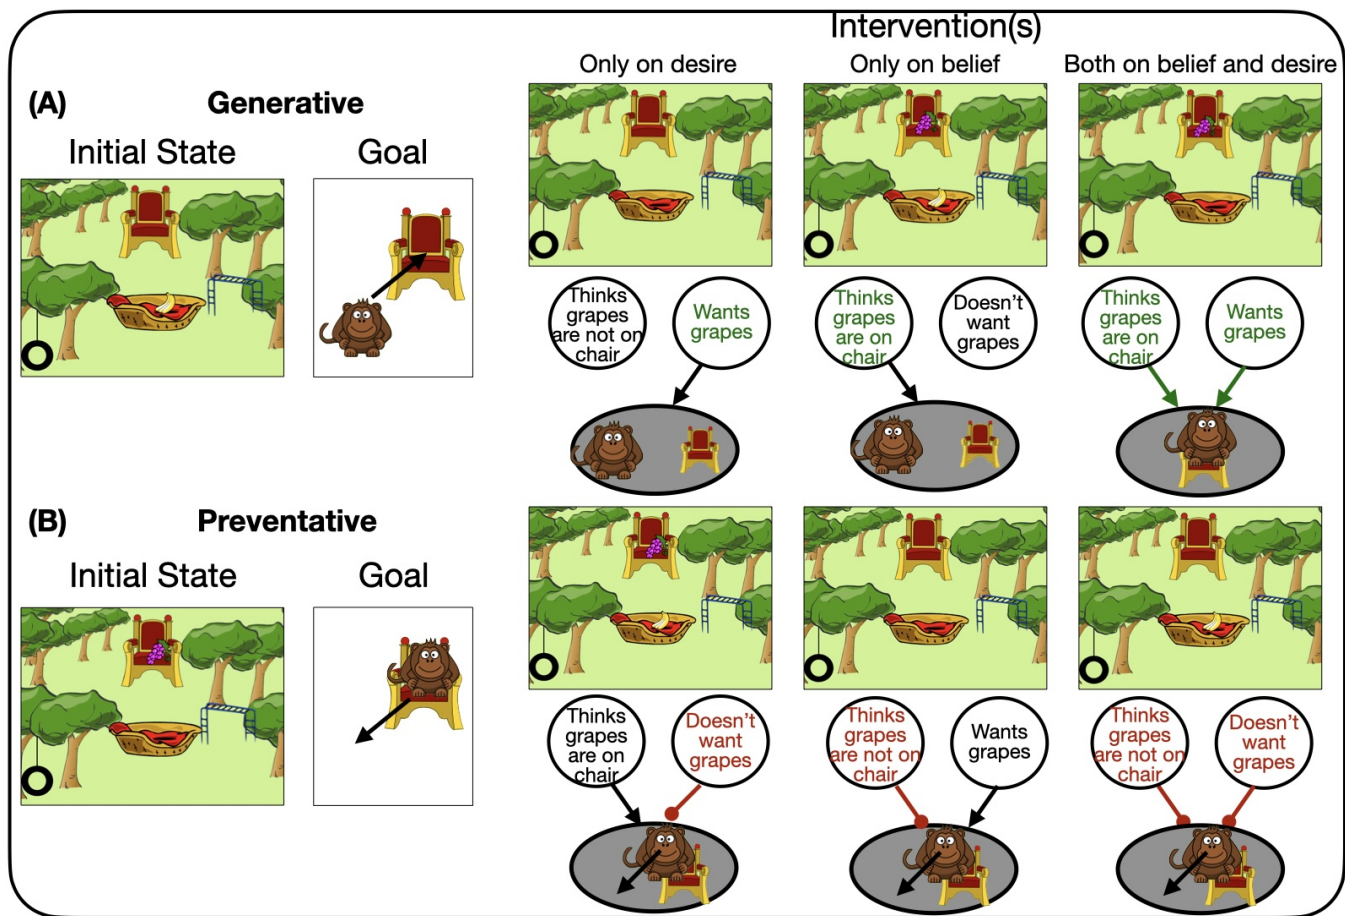 Intervention(s)
Only on desire
Only on belief
Both on belief and desire
(A)
Generative
Initial State
Goal
Thinks
grapes
are not on
chair
Wants
grapes
Thinks
grapes
are on
chair
Doesn't
want
grapes
Thinks
grapes
are on
chair
Wants
grapes
(B)
Preventative
Initial State
Goal
Thinks
grapes
are on
chair
Doesn't
want
grapes
Thinks
grapes
are not on
chair
Wants
grapes
Thinks
grapes
are not on
chair
Doesn't
want
grapes